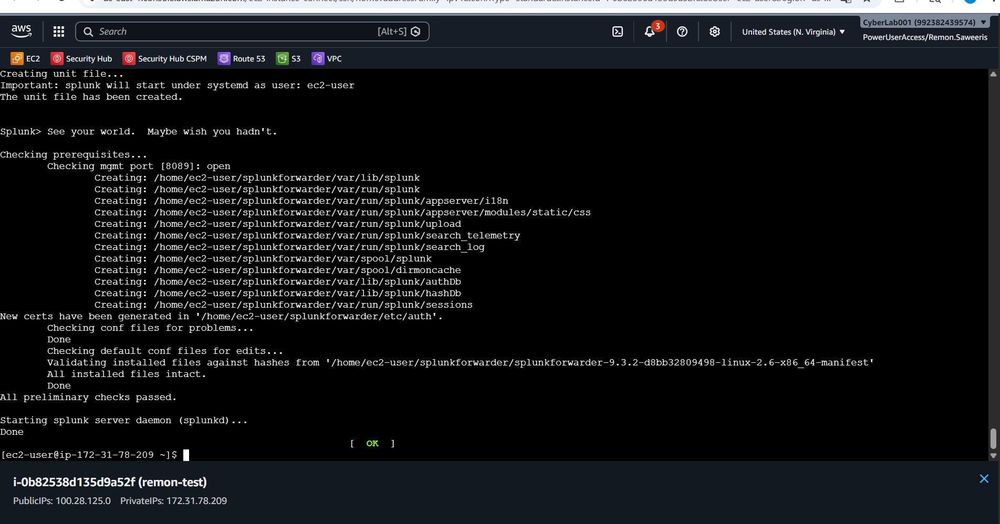 aws
Search [Alt+S]
3
United States (N. Virginia) ▼
CyberLab001 (992382439574) ▼
PowerUserAccess/Remon.Saweeris
EC2 Security Hub Security Hub CSPM Route 53 S3 VPC
Creating unit file...
Important: splunk will start under systemd as user: ec2-user
The unit file has been created.
Splunk> See your world.  Maybe wish you hadn't.
Checking prerequisites...
Checking mgmt port [8089]: open
Creating: /home/ec2-user/splunkforwarder/var/lib/splunk
Creating: /home/ec2-user/splunkforwarder/var/run/splunk
Creating: /home/ec2-user/splunkforwarder/var/run/splunk/appserver/i18n
Creating: /home/ec2-user/splunkforwarder/var/run/splunk/appserver/modules/static/css
Creating: /home/ec2-user/splunkforwarder/var/run/splunk/upload
Creating: /home/ec2-user/splunkforwarder/var/run/splunk/search_telemetry
Creating: /home/ec2-user/splunkforwarder/var/run/splunk/search_log
Creating: /home/ec2-user/splunkforwarder/var/spool/splunk
Creating: /home/ec2-user/splunkforwarder/var/spool/dirmoncache
Creating: /home/ec2-user/splunkforwarder/var/lib/splunk/authDb
Creating: /home/ec2-user/splunkforwarder/var/lib/splunk/hashDb
Creating: /home/ec2-user/splunkforwarder/var/run/splunk/sessions
New certs have been generated in '/home/ec2-user/splunkforwarder/etc/auth'.
Checking conf files for problems...
Done
Checking default conf files for edits...
Validating installed files against hashes from '/home/ec2-user/splunkforwarder/splunkforwarder-9.3.2-d8bb32809498-linux-2.6-x86_64-manifest'
All installed files intact.
Done
All preliminary checks passed.
Starting splunk server daemon (splunkd)...
Done
[  OK  ]
[ec2-user@ip-172-31-78-209 ~]$
i-0b82538d135d9a52f (remon-test)
PublicIPs: 100.28.125.0 PrivateIPs: 172.31.78.209